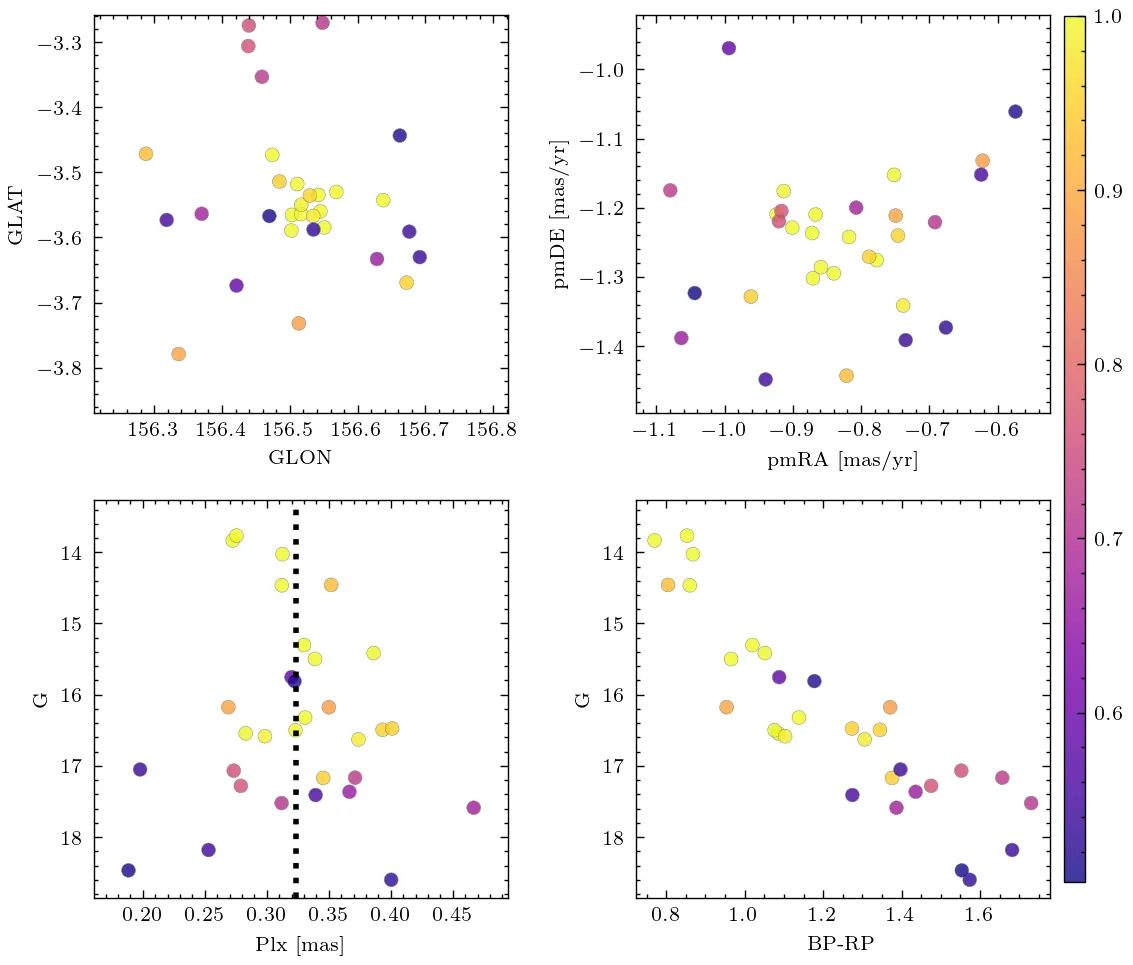 −3.3
−3.4
−3.5
−3.6
−3.7
−3.8
GLAT
156.3 156.4 156.5 156.6 156.7 156.8
GLON
−1.0
−1.1
−1.2
−1.3
−1.4
pmDE [mas/yr]
−1.1 −1.0 −0.9 −0.8 −0.7 −0.6
pmRA [mas/yr]
1.0
0.9
0.8
0.7
0.6
14
15
16
17
18
G
0.20 0.25 0.30 0.35 0.40 0.45
Plx [mas]
14
15
16
17
18
G
0.8 1.0 1.2 1.4 1.6
BP-RP